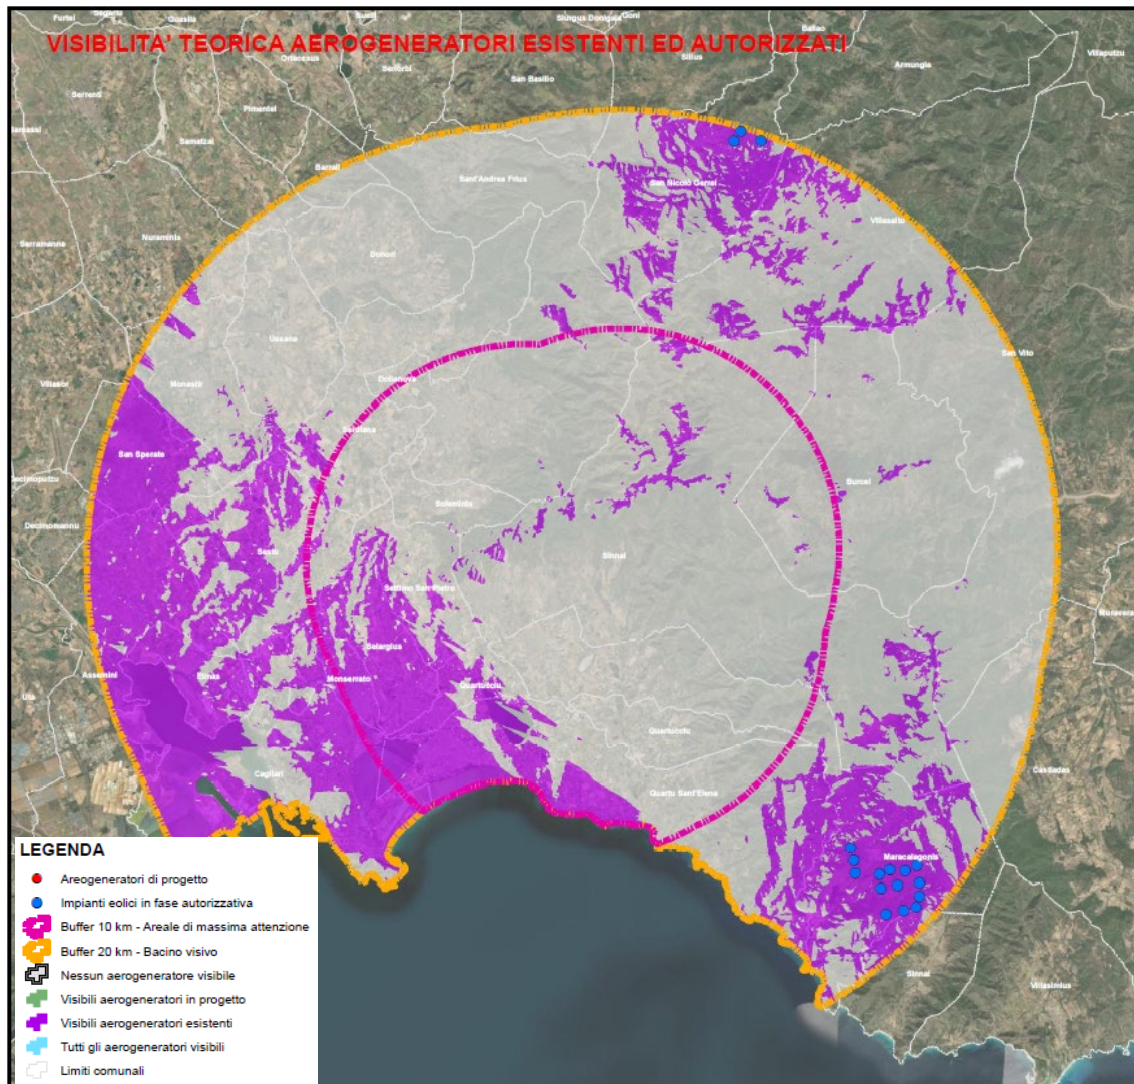 Furtei
Segariu
Guasila
Suelli
Siurgus Donigala
Goni
Ballao
VISIBILITA' TEORICA AEROGENERATORI ESISTENTI ED AUTORIZZATI
Villaputzu
Ortacesus
Senorbì
Silius
Armungia
San Basilio
Serrenti
Pimentel
Samatzai
Barrali
Sant'Andrea Frius
San Nicolò Gerrei
Villasalto
Serramanna
Nuraminis
Donori
Ussana
San Vito
Villasor
Monastir
Dolianova
Serdiana
San Sperate
Burcei
Decimoputzu
Soleminis
Decimomannu
Sestu
Sinnai
Settimo San Pietro
Muravera
Selargius
Assemini
Elmas
Monserrato
Quartucciu
Uta
Quartucciu
Cagliari
Castiadas
Quartu Sant'Elena
Maracalagonis
Sinnai
Villasimius
LEGENDA
Areogeneratori di progetto
Impianti eolici in fase autorizzativa
Buffer 10 km - Areale di massima attenzione
Buffer 20 km - Bacino visivo
Nessun aerogeneratore visibile
Visibili aerogeneratori in progetto
Visibili aerogeneratori esistenti
Tutti gli aerogeneratori visibili
Limiti comunali